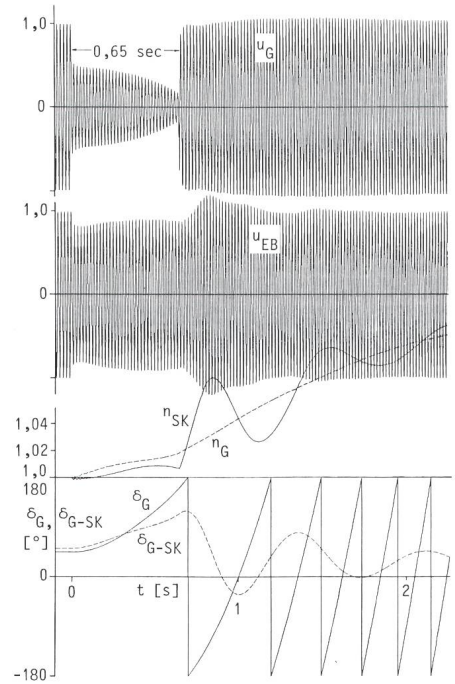 1,0
0,65 sec
u_G
0
1,0
u_EB
0
n_SK
1,04
n_G
1,02
1,0
180
δ_G
δ_G, δ_G-SK
[°]
δ_G-SK
0
0
t [s]
1
2
-180